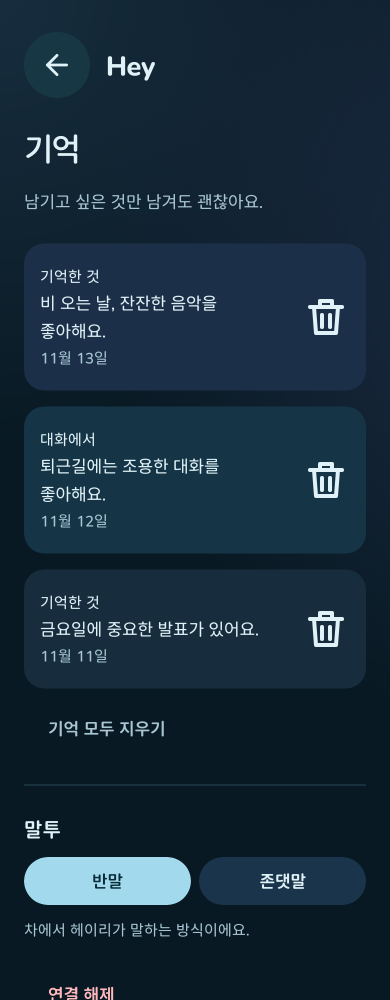 Hey
기억
남기고 싶은 것만 남겨도 괜찮아요.
기억한 것
비 오는 날, 잔잔한 음악을
좋아해요.
11월 13일
대화에서
퇴근길에는 조용한 대화를
좋아해요.
11월 12일
기억한 것
금요일에 중요한 발표가 있어요.
11월 11일
기억 모두 지우기
말투
반말
존댓말
차에서 헤이리가 말하는 방식이에요.
연결 해제